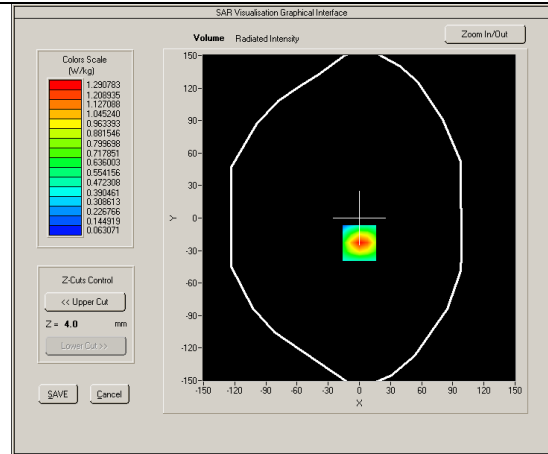 SAR Visualisation Graphical Interface
Volume Radiated Intensity
Zoom In/Out
Colors Scale
(W/kg)
1.290783
1.208935
1.127088
1.045240
0.963393
0.881546
0.799698
0.717851
0.636003
0.554156
0.472308
0.390461
0.308613
0.226766
0.144919
0.063071
Z-Cuts Control
<< Upper Cut
Z = 4.0 mm
Lower Cut >>
SAVE Cancel
150
120
90
60
30
0
-30
-60
-90
-120
-150
Y
-150 -120 -90 -60 -30 0 30 60 90 120 150
X